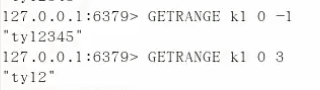 127.0.0.1:6379> GETRANGE k1 0 -1
"ty12345"
127.0.0.1:6379> GETRANGE k1 0 3
"ty12"